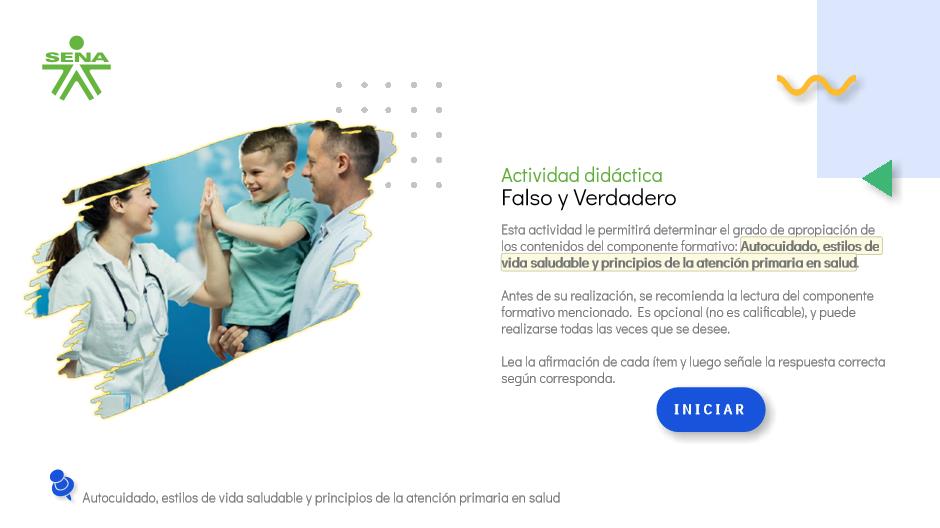 SENA
Actividad didáctica
Falso y Verdadero
Esta actividad le permitirá determinar el grado de apropiación de
los contenidos del componente formativo: Autocuidado, estilos de
vida saludable y principios de la atención primaria en salud.
Antes de su realización, se recomienda la lectura del componente
formativo mencionado. Es opcional (no es calificable), y puede
realizarse todas las veces que se desee.
Lea la afirmación de cada ítem y luego señale la respuesta correcta
según corresponda.
INICIAR
Autocuidado, estilos de vida saludable y principios de la atención primaria en salud